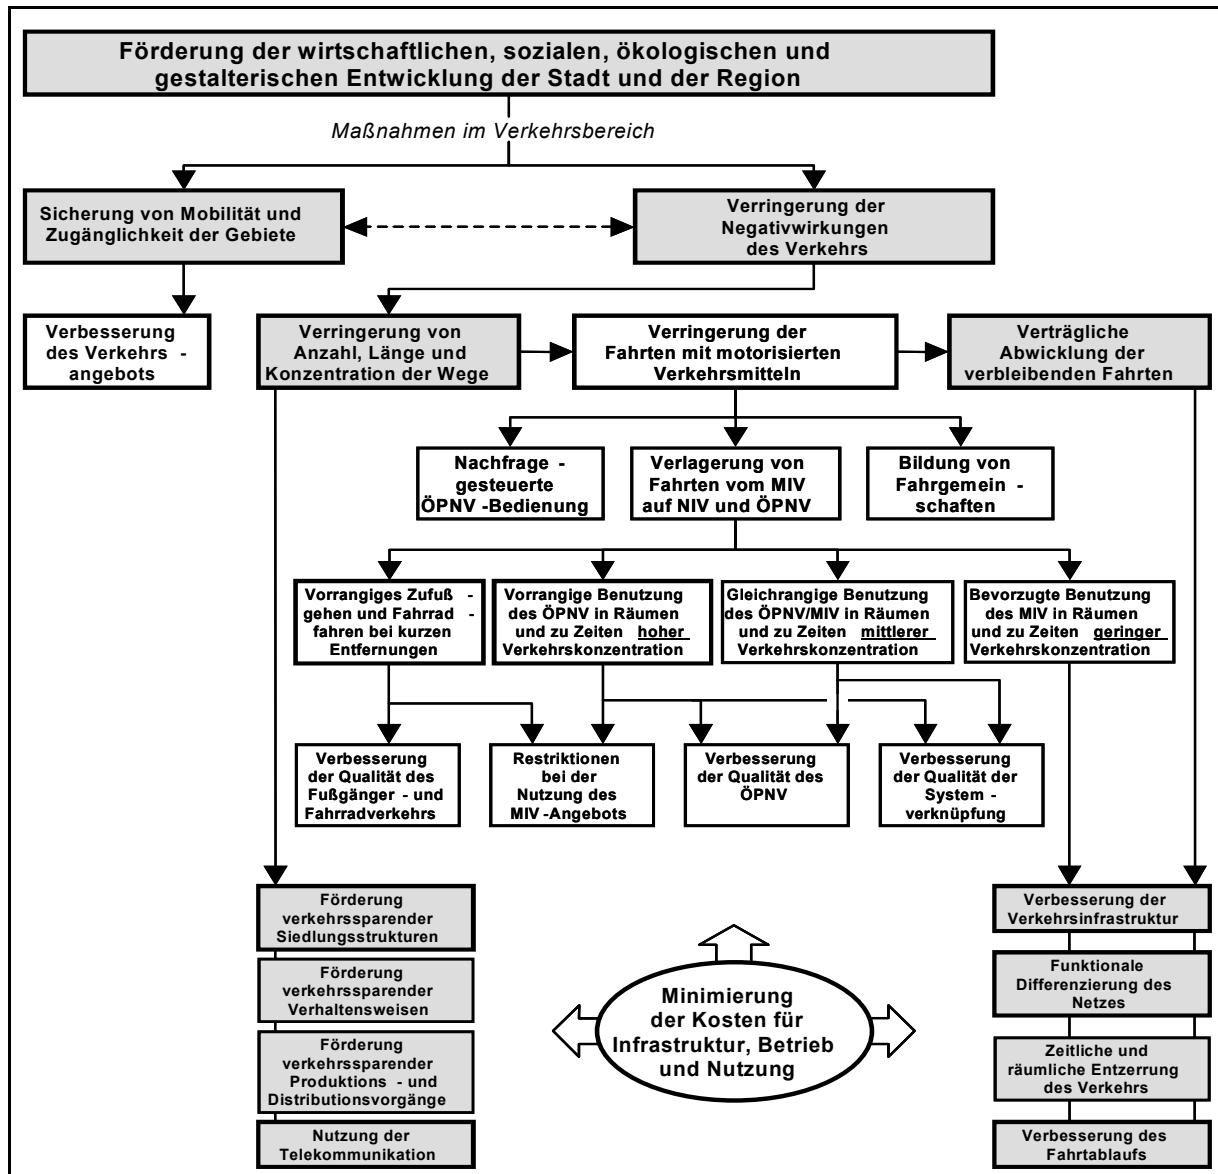 Förderung der wirtschaftlichen, sozialen, ökologischen und
gestalterischen Entwicklung der Stadt und der Region
Maßnahmen im Verkehrsbereich
Sicherung von Mobilität und
Zugänglichkeit der Gebiete
Verringerung der
Negativwirkungen
des Verkehrs
Verbesserung
des Verkehrs -
angebots
Verringerung von
Anzahl, Länge und
Konzentration der Wege
Verringerung der
Fahrten mit motorisierten
Verkehrsmitteln
Verträgliche
Abwicklung der
verbleibenden Fahrten
Nachfrage -
gesteuerte
ÖPNV -Bedienung
Verlagerung von
Fahrten vom MIV
auf NIV und ÖPNV
Bildung von
Fahrgemein -
schaften
Vorrangiges Zufuß -
gehen und Fahrrad -
fahren bei kurzen
Entfernungen
Vorrangige Benutzung
des ÖPNV in Räumen
und zu Zeiten hoher
Verkehrskonzentration
Gleichrangige Benutzung
des ÖPNV/MIV in Räumen
und zu Zeiten mittlerer
Verkehrskonzentration
Bevorzugte Benutzung
des MIV in Räumen
und zu Zeiten geringer
Verkehrskonzentration
Verbesserung
der Qualität des
Fußgänger - und
Fahrradverkehrs
Restriktionen
bei der
Nutzung des
MIV -Angebots
Verbesserung
der Qualität des
ÖPNV
Verbesserung
der Qualität der
System -
verknüpfung
Förderung
verkehrssparender
Siedlungsstrukturen
Förderung
verkehrssparender
Verhaltensweisen
Förderung
verkehrssparender
Produktions - und
Distributionsvorgänge
Nutzung der
Telekommunikation
Minimierung
der Kosten für
Infrastruktur, Betrieb
und Nutzung
Verbesserung der
Verkehrsinfrastruktur
Funktionale
Differenzierung des
Netzes
Zeitliche und
räumliche Entzerrung
des Verkehrs
Verbesserung des
Fahrtablaufs